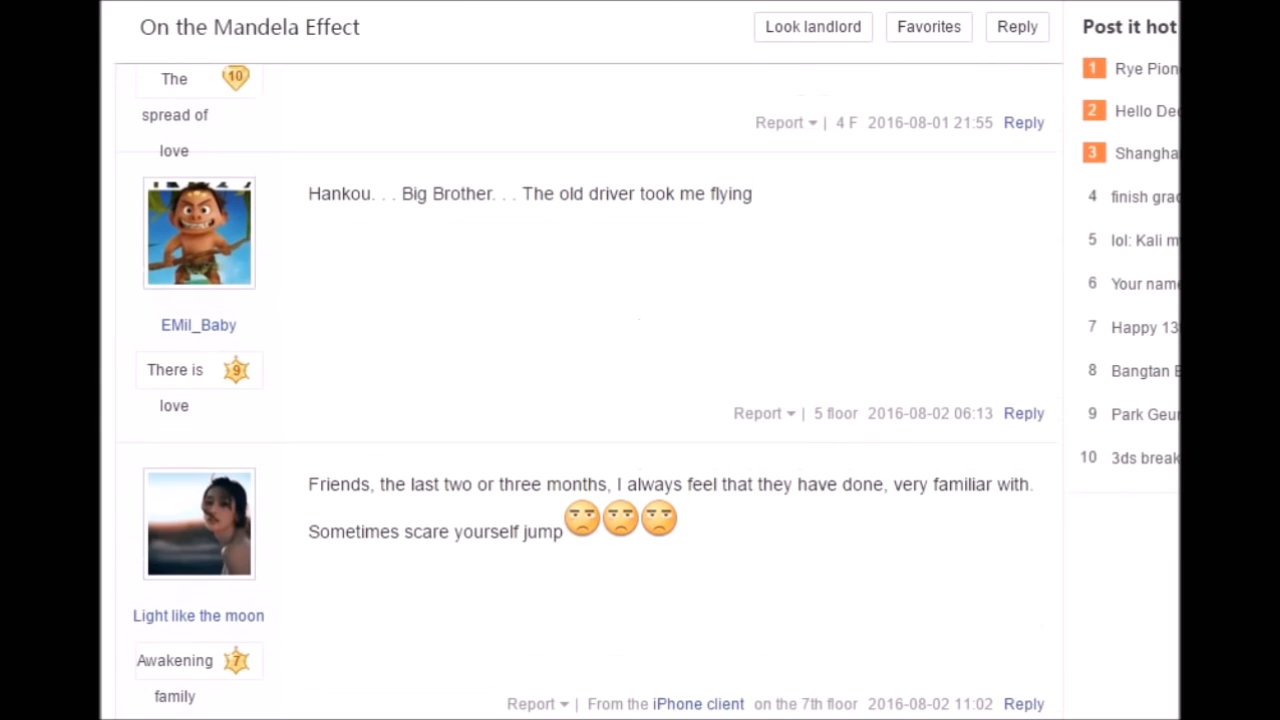 On the Mandela Effect
Look landlord
Favorites
Reply
The
10
spread of
love
Report | 4 F 2016-08-01 21:55 Reply
Hankou. . . Big Brother. . . The old driver took me flying
EMil_Baby
There is
9
love
Report | 5 floor 2016-08-02 06:13 Reply
Friends, the last two or three months, I always feel that they have done, very familiar with.
Sometimes scare yourself jump
Light like the moon
Awakening
7
family
Report | From the iPhone client on the 7th floor 2016-08-02 11:02 Reply
Post it hot
1 Rye Pion
2 Hello Dec
3 Shangha
4 finish grad
5 lol: Kali m
6 Your name
7 Happy 13
8 Bangtan
9 Park Geun
10 3ds break